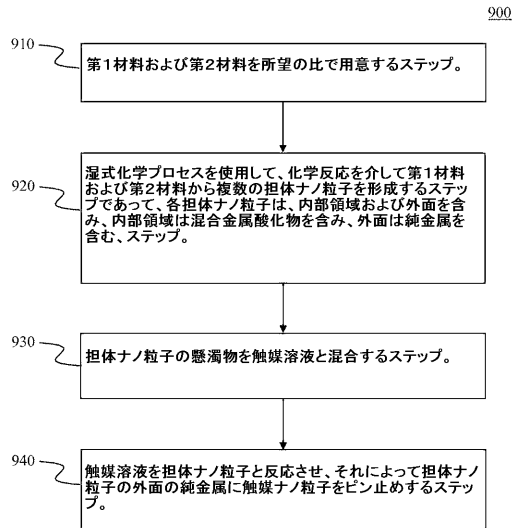 900
910
第１材料および第２材料を所望の比で用意するステップ。
920
湿式化学プロセスを使用して、化学反応を介して第１材料
および第２材料から複数の担体ナノ粒子を形成するステッ
プであって、各担体ナノ粒子は、内部領域および外面を含
み、内部領域は混合金属酸化物を含み、外面は純金属を
含む、ステップ。
930
担体ナノ粒子の懸濁物を触媒溶液と混合するステップ。
940
触媒溶液を担体ナノ粒子と反応させ、それによって担体ナノ
粒子の外面の純金属に触媒ナノ粒子をピン止めするステッ
プ。